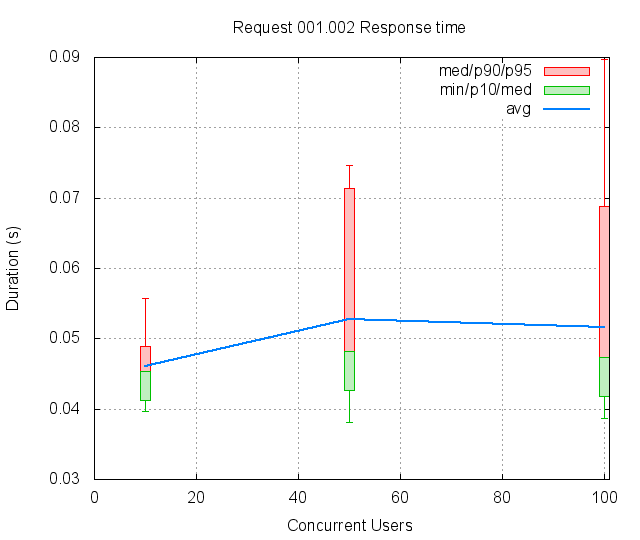 Request 001.002 Response time
med/p90/p95
min/p10/med
avg
0.09
0.08
0.07
0.06
0.05
0.04
0.03
Duration (s)
0 20 40 60 80 100
Concurrent Users